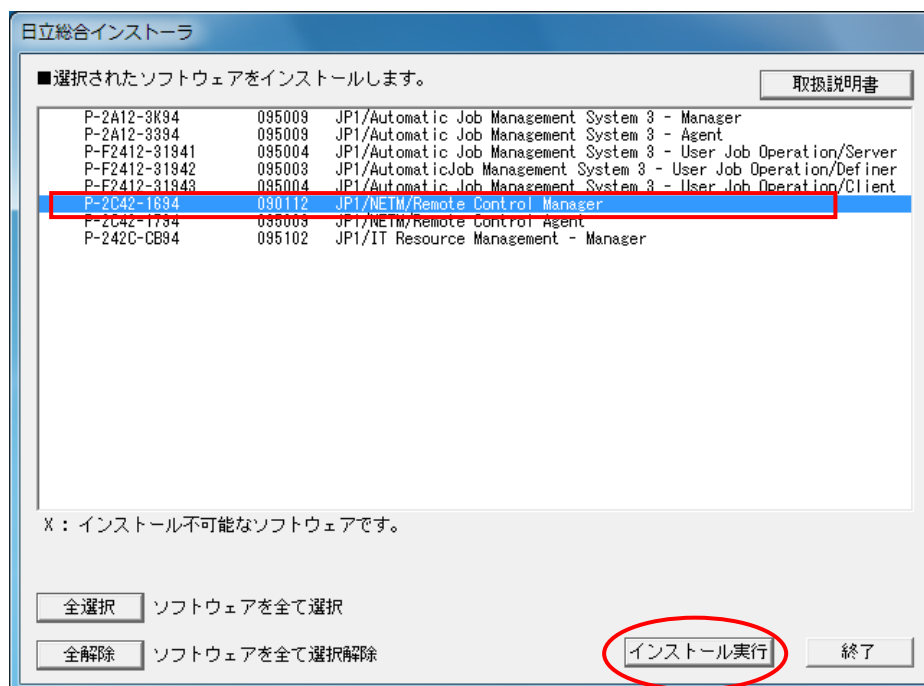 日立総合インストーラ
■選択されたソフトウェアをインストールします。
取扱説明書
P-2A12-3K94 095009 JP1/Automatic Job Management System 3 - Manager
P-2A12-3394 095009 JP1/Automatic Job Management System 3 - Agent
P-F2412-31941 095004 JP1/Automatic Job Management System 3 - User Job Operation/Server
P-F2412-31942 095003 JP1/AutomaticJob Management System 3 - User Job Operation/Definer
P-F2412-31943 095004 JP1/Automatic Job Management System 3 - User Job Operation/Client
P-2C42-1694 090112 JP1/NETM/Remote Control Manager
P-2C42-1794 095003 JP1/NETM/Remote Control Agent
P-242C-CB94 095102 JP1/IT Resource Management - Manager
X : インストール不可能なソフトウェアです。
全選択 ソフトウェアを全て選択
全解除 ソフトウェアを全て選択解除
インストール実行 終了